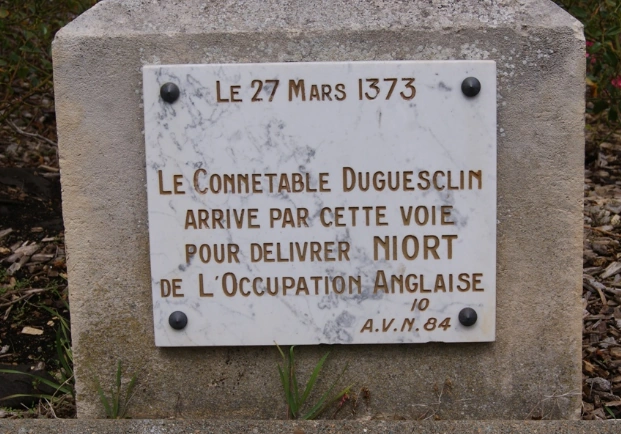 LE 27 MARS 1373
LE CONNETABLE DUGUESCLIN
ARRIVE PAR CETTE VOIE
POUR DELIVRER NIORT
DE L'OCCUPATION ANGLAISE
10
A.V.N. 84